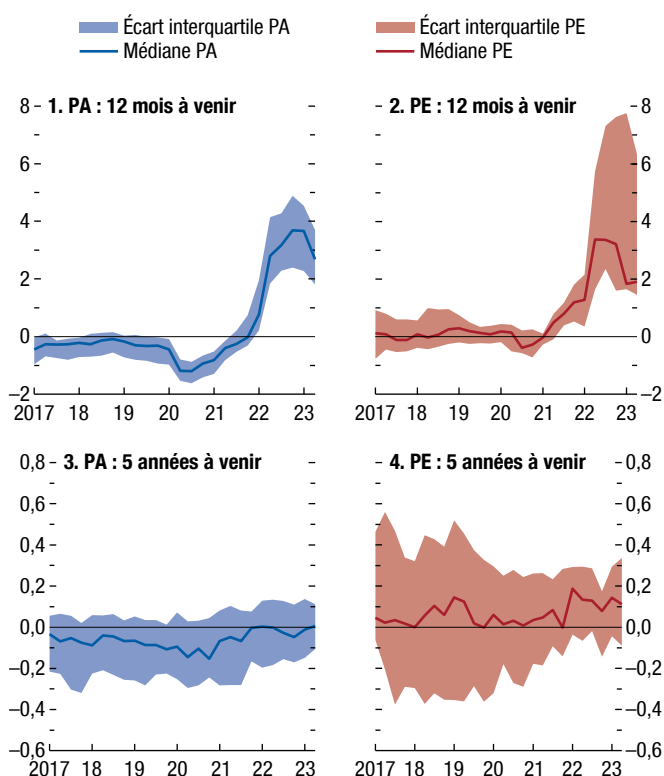 Écart interquartile PA
Médiane PA
Écart interquartile PE
Médiane PE
1. PA : 12 mois à venir
2. PE : 12 mois à venir
8
6
4
2
0
–2
8
6
4
2
0
–2
2017 18 19 20 21 22 23
2017 18 19 20 21 22 23
3. PA : 5 années à venir
4. PE : 5 années à venir
0,8
0,6
0,4
0,2
0,0
–0,2
–0,4
–0,6
0,8
0,6
0,4
0,2
0,0
–0,2
–0,4
–0,6
2017 18 19 20 21 22 23
2017 18 19 20 21 22 23